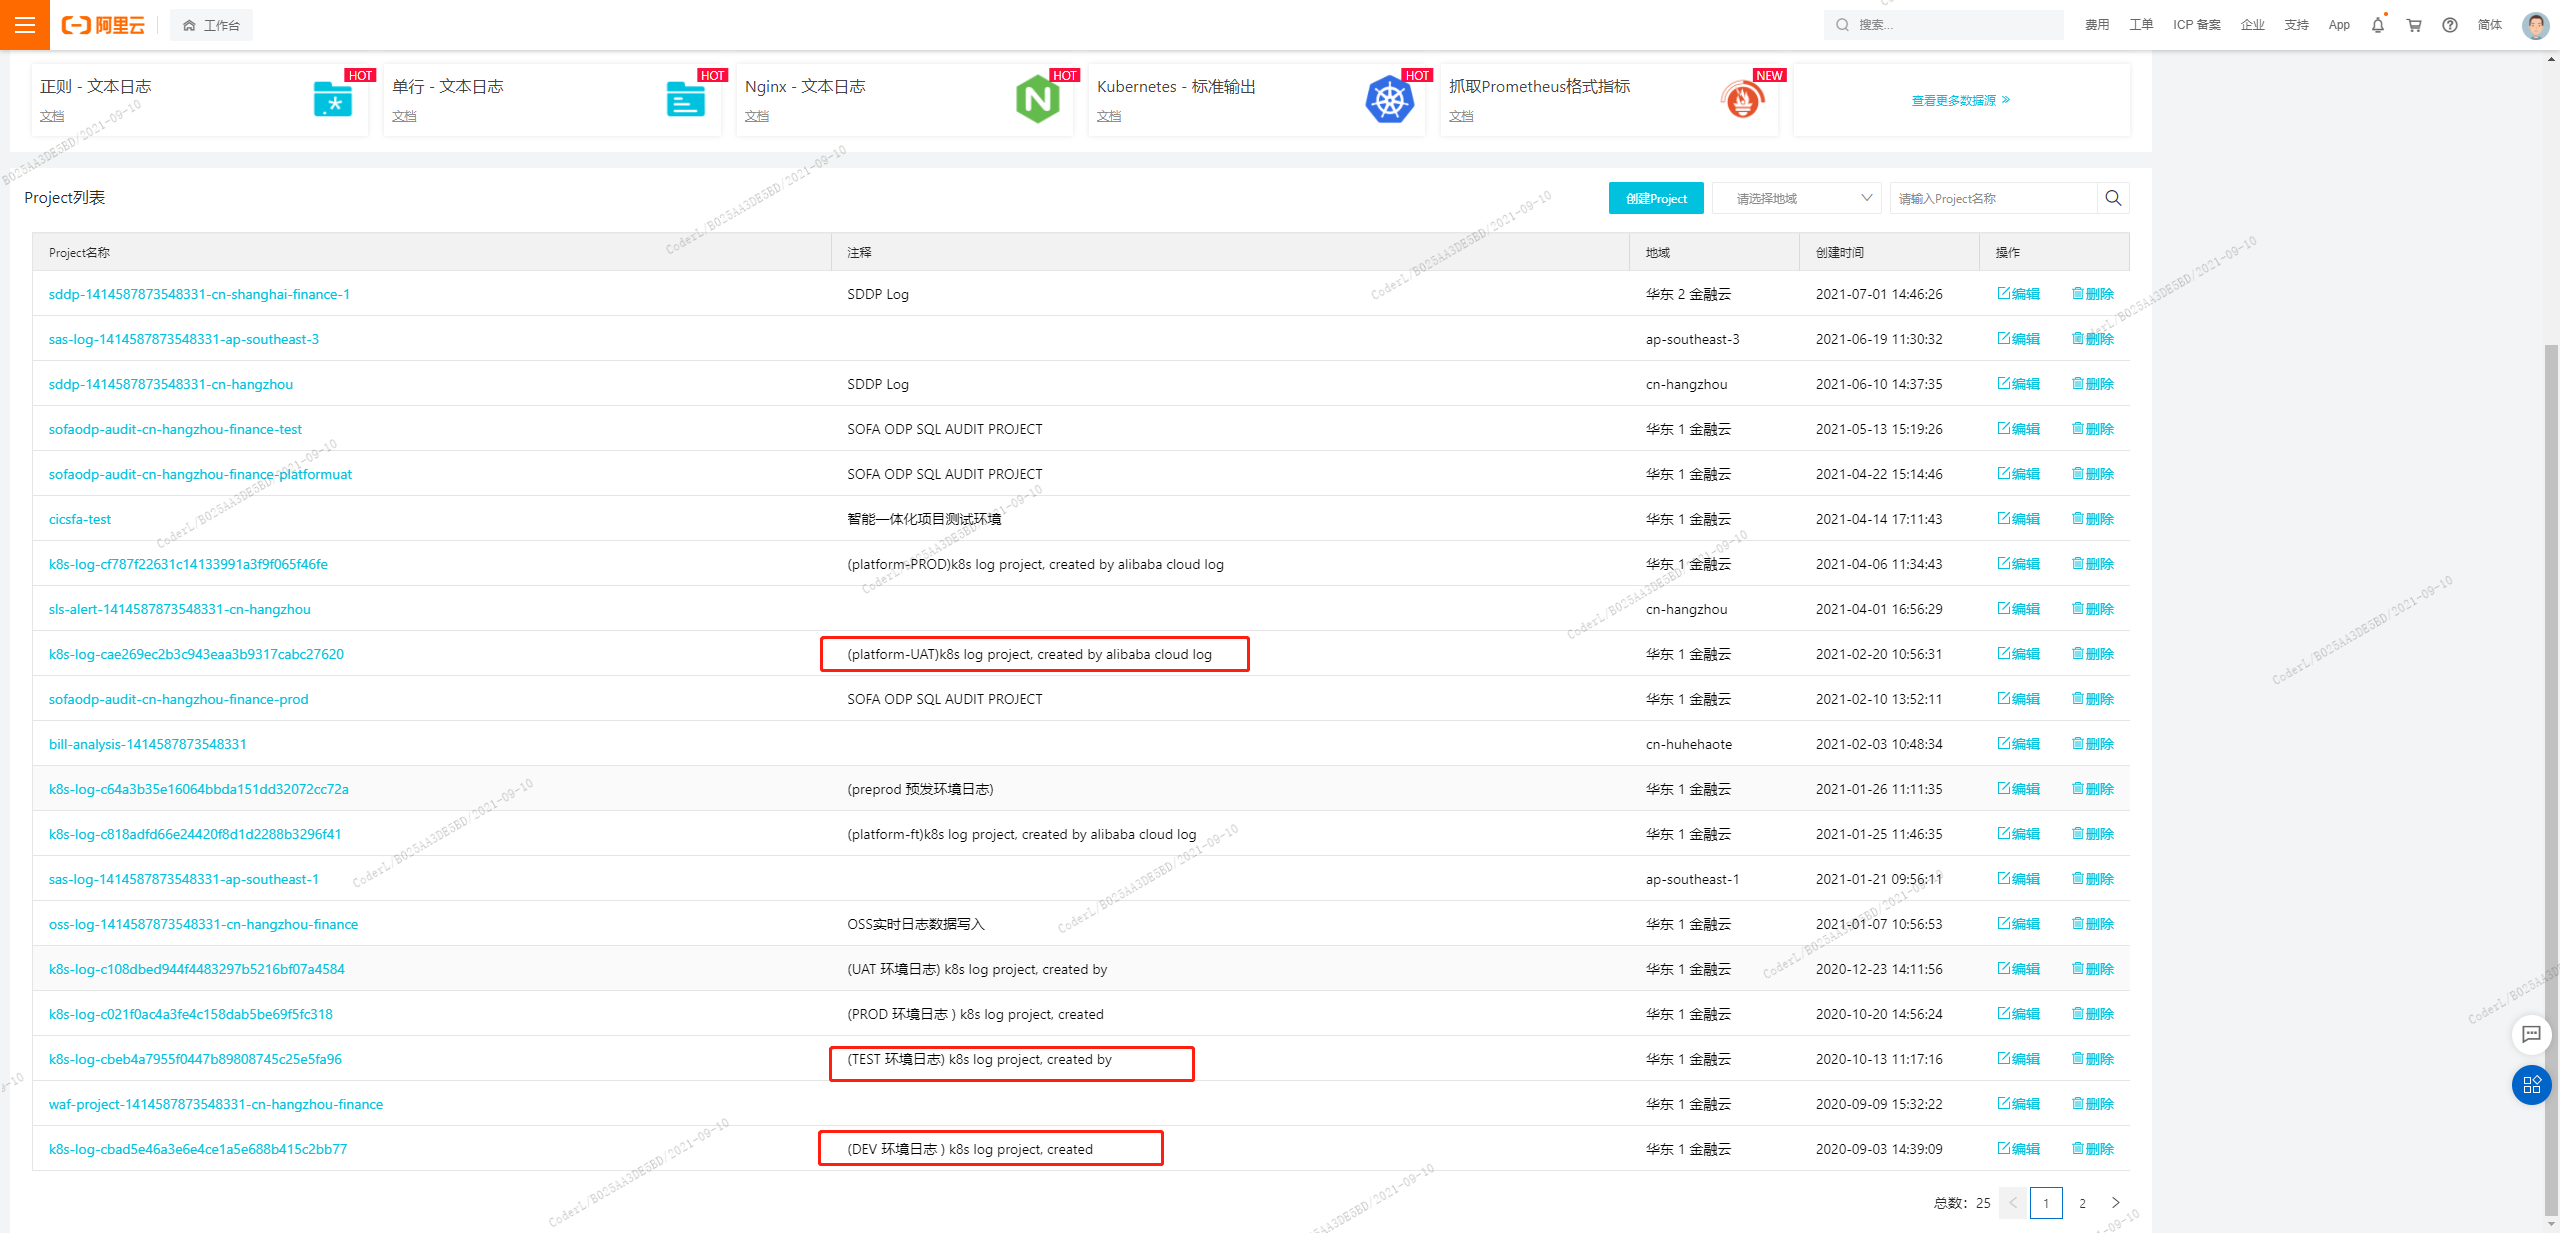 阿里云
工作台
搜索...
费用 工单 ICP 备案 企业 支持 App 简体
正则 - 文本日志 HOT
文档
单行 - 文本日志 HOT
文档
Nginx - 文本日志 HOT
文档
Kubernetes - 标准输出 HOT
文档
抓取Prometheus格式指标 NEW
文档
查看更多数据源
Project列表
创建Project 请选择地域 请输入Project名称
Project名称 注释 地域 创建时间 操作
sddp-1414587873548331-cn-shanghai-finance-1 SDDP Log 华东 2 金融云 2021-07-01 14:46:26 编辑 删除
sas-log-1414587873548331-ap-southeast-3 ap-southeast-3 2021-06-19 11:30:32 编辑 删除
sddp-1414587873548331-cn-hangzhou SDDP Log cn-hangzhou 2021-06-10 14:37:35 编辑 删除
sofaodp-audit-cn-hangzhou-finance-test SOFA ODP SQL AUDIT PROJECT 华东 1 金融云 2021-05-13 15:19:26 编辑 删除
sofaodp-audit-cn-hangzhou-finance-platformuat SOFA ODP SQL AUDIT PROJECT 华东 1 金融云 2021-04-22 15:14:46 编辑 删除
cicsfa-test 智能一体化项目测试环境 华东 1 金融云 2021-04-14 17:11:43 编辑 删除
k8s-log-cf787f22631c14133991a3f9f065f46fe (platform-PROD)k8s log project, created by alibaba cloud log 华东 1 金融云 2021-04-06 11:34:43 编辑 删除
sls-alert-1414587873548331-cn-hangzhou cn-hangzhou 2021-04-01 16:56:29 编辑 删除
k8s-log-cae269ec2b3c943eaa3b9317cabc27620 (platform-UAT)k8s log project, created by alibaba cloud log 华东 1 金融云 2021-02-20 10:56:31 编辑 删除
sofaodp-audit-cn-hangzhou-finance-prod SOFA ODP SQL AUDIT PROJECT 华东 1 金融云 2021-02-10 13:52:11 编辑 删除
bill-analysis-1414587873548331 cn-huhehaote 2021-02-03 10:48:34 编辑 删除
k8s-log-c64a3b35e16064bbda151dd32072cc72a (preprod 预发环境日志) 华东 1 金融云 2021-01-26 11:11:35 编辑 删除
k8s-log-c818adfd66e24420f8d1d2288b3296f41 (platform-ft)k8s log project, created by alibaba cloud log 华东 1 金融云 2021-01-25 11:46:35 编辑 删除
sas-log-1414587873548331-ap-southeast-1 ap-southeast-1 2021-01-21 09:56:11 编辑 删除
oss-log-1414587873548331-cn-hangzhou-finance OSS实时日志数据写入 华东 1 金融云 2021-01-07 10:56:53 编辑 删除
k8s-log-c108dbed944f4483297b5216bf07a4584 (UAT 环境日志) k8s log project, created by 华东 1 金融云 2020-12-23 14:11:56 编辑 删除
k8s-log-c021f0ac4a3fe4c158dab5be69f5fc318 (PROD 环境日志 ) k8s log project, created 华东 1 金融云 2020-10-20 14:56:24 编辑 删除
k8s-log-cbeb4a7955f0447b89808745c25e5fa96 (TEST 环境日志) k8s log project, created by 华东 1 金融云 2020-10-13 11:17:16 编辑 删除
waf-project-1414587873548331-cn-hangzhou-finance 华东 1 金融云 2020-09-09 15:32:22 编辑 删除
k8s-log-cbad5e46a3e6e4ce1a5e688b415c2bb77 (DEV 环境日志 ) k8s log project, created 华东 1 金融云 2020-09-03 14:39:09 编辑 删除
总数: 25 1 2
CoderL/B025AA3DE5BD/2021-09-10